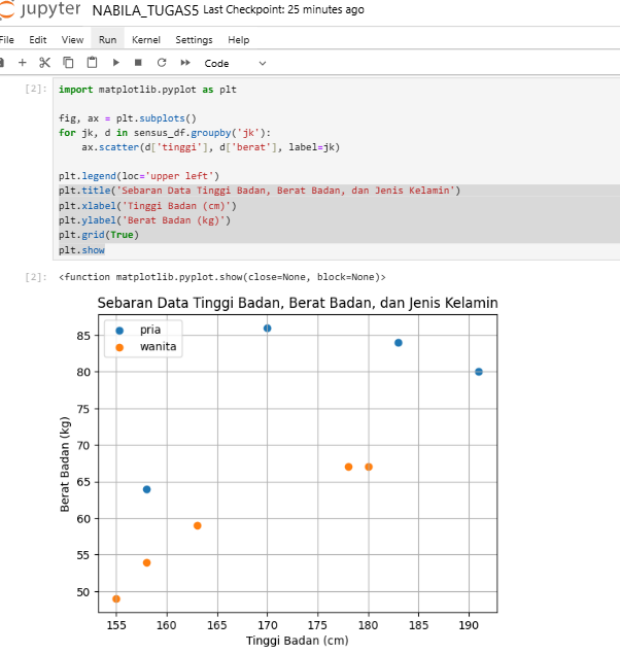 jupyter NABILA_TUGAS5 Last Checkpoint: 25 minutes ago
File Edit View Run Kernel Settings Help
Code
[2]: import matplotlib.pyplot as plt
fig, ax = plt.subplots()
for jk, d in sensus_df.groupby('jk'):
    ax.scatter(d['tinggi'], d['berat'], label=jk)
plt.legend(loc='upper left')
plt.title('Sebaran Data Tinggi Badan, Berat Badan, dan Jenis Kelamin')
plt.xlabel('Tinggi Badan (cm)')
plt.ylabel('Berat Badan (kg)')
plt.grid(True)
plt.show
[2]: <function matplotlib.pyplot.show(close=None, block=None)>
Sebaran Data Tinggi Badan, Berat Badan, dan Jenis Kelamin
pria
wanita
85
80
75
70
65
60
55
50
Berat Badan (kg)
155 160 165 170 175 180 185 190
Tinggi Badan (cm)